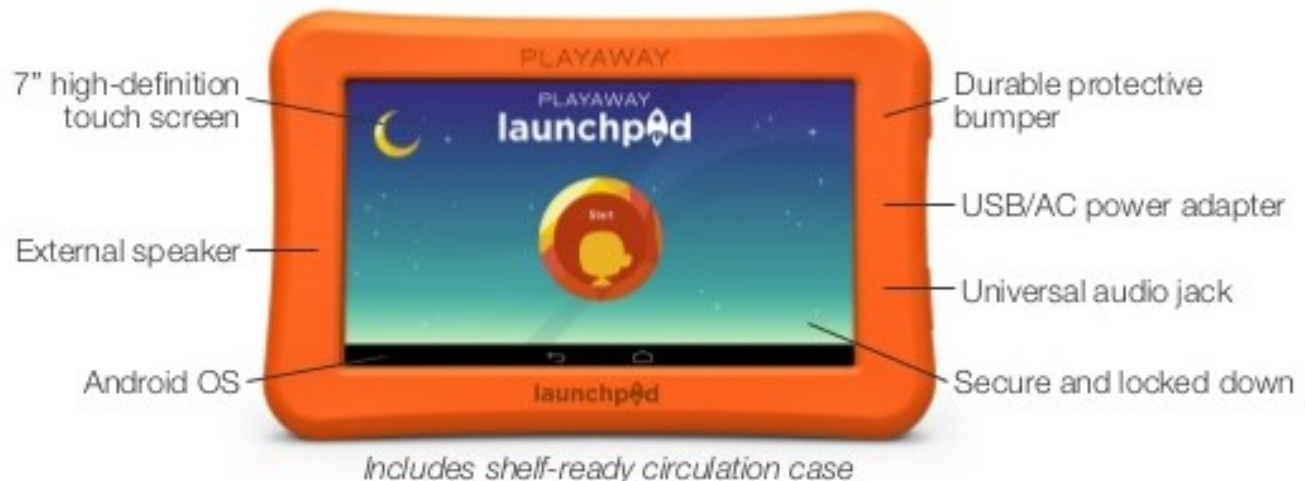 PLAYAWAY
7" high-definition
touch screen
Durable protective
bumper
PLAYAWAY
launchpad
Start
USB/AC power adapter
External speaker
Universal audio jack
Android OS
Secure and locked down
launchpad
Includes shelf-ready circulation case